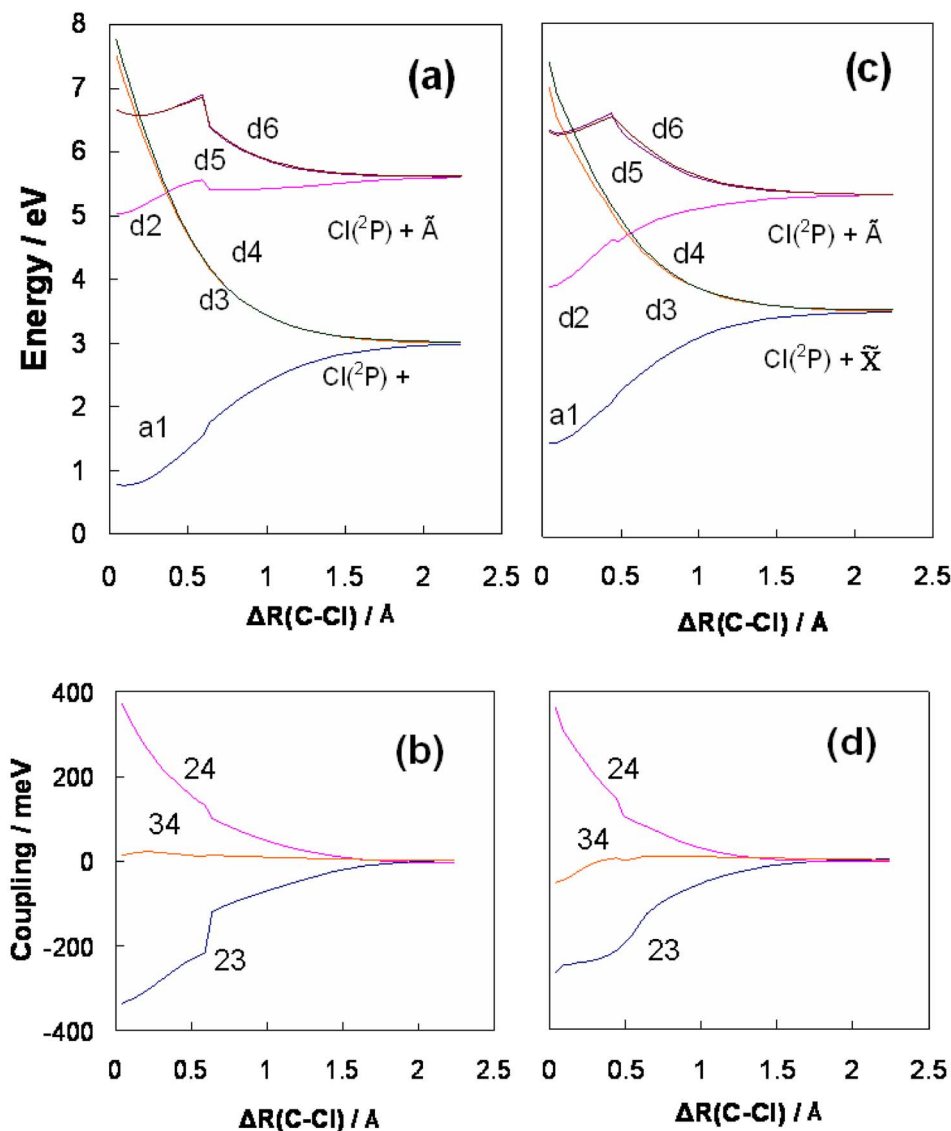 (a)
8
7
6
5
4
3
2
1
0
Energy / eV
d6
d5
d2
Cl(²P) + Ã
d4
d3
Cl(²P) +
a1
0 0.5 1 1.5 2 2.5
ΔR(C-Cl) / Å
(c)
d6
d5
Cl(²P) + Ã
d4
d2
d3
Cl(²P) + X̃
a1
0 0.5 1 1.5 2 2.5
ΔR(C-Cl) / Å
(b)
400
200
0
-200
-400
Coupling / meV
24
34
23
0 0.5 1 1.5 2 2.5
ΔR(C-Cl) / Å
(d)
24
34
23
0 0.5 1 1.5 2 2.5
ΔR(C-Cl) / Å